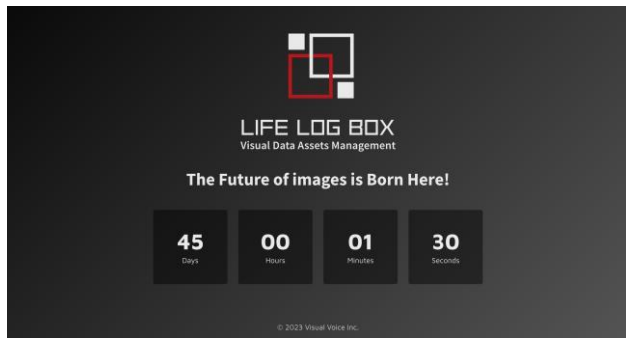 LIFE LOG BOX
Visual Data Assets Management
The Future of images is Born Here!
45 00 01 30
Days Hours Minutes Seconds
© 2023 Visual Voice Inc.